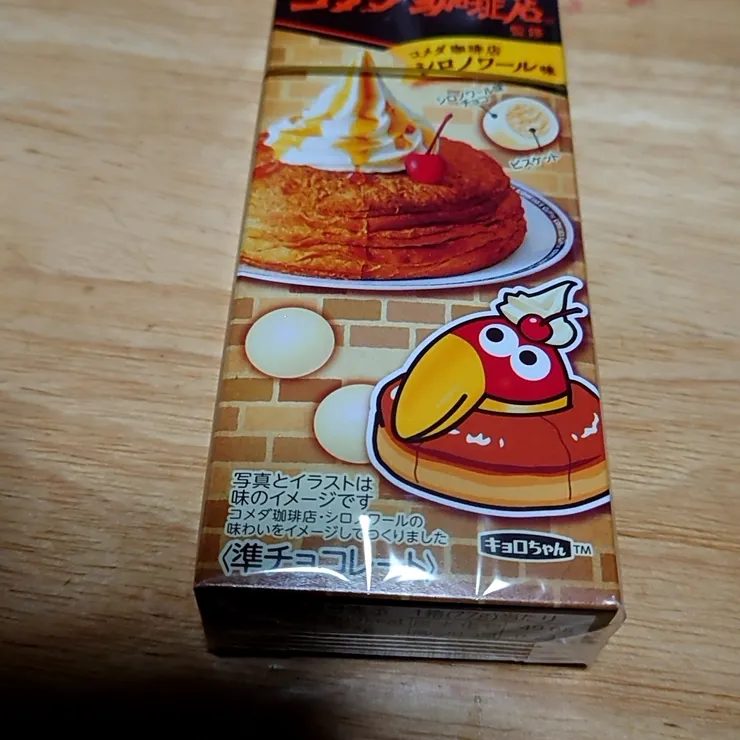 コメダ珈琲店
監修
コメダ珈琲店
シロノワール味
シロノワール味
チョコ
ビスケット
写真とイラストは
味のイメージです
コメダ珈琲店・シロノワールの
味わいをイメージしてつくりました
〈準チョコレート〉
キョロちゃん TM